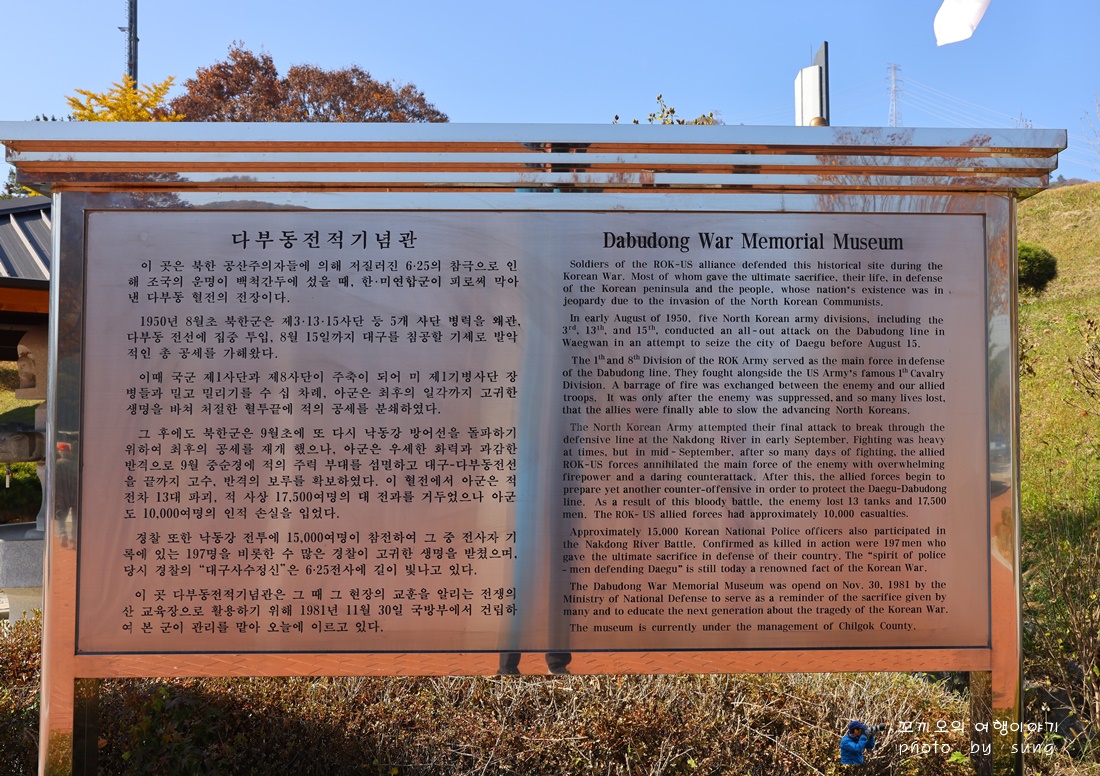 다부동전적기념관
이 곳은 북한 공산주의자들에 의해 저질러진 6·25의 참극으로 인
해 조국의 운명이 백척간두에 섰을 때, 한·미연합군이 피로써 막아
낸 다부동 혈전의 전장이다.
1950년 8월초 북한군은 제3·13·15사단 등 5개 사단 병력을 왜관,
다부동 전선에 집중 투입, 8월 15일까지 대구를 침공할 기세로 발악
적인 총 공세를 가해왔다.
이때 국군 제1사단과 제8사단이 주축이 되어 미 제1기병사단 장
병들과 밀고 밀리기를 수 십 차례, 아군은 최후의 일각까지 고귀한
생명을 바쳐 처절한 혈투끝에 적의 공세를 분쇄하였다.
그 후에도 북한군은 9월초에 또 다시 낙동강 방어선을 돌파하기
위하여 최후의 공세를 재개 했으나, 아군은 우세한 화력과 과감한
반격으로 9월 중순경에 적의 주력 부대를 섬멸하고 대구-다부동전선
을 끝까지 고수, 반격의 보루를 확보하였다. 이 혈전에서 아군은 적
전차 13대 파괴, 적 사상 17,500여명의 대 전과를 거두었으나 아군
도 10,000여명의 인적 손실을 입었다.
경찰 또한 낙동강 전투에 15,000여명이 참전하여 그 중 전사자 기
록에 있는 197명을 비롯한 수 많은 경찰이 고귀한 생명을 받쳤으며,
당시 경찰의 “대구사수정신”은 6·25전사에 길이 빛나고 있다.
이 곳 다부동전적기념관은 그 때 그 현장의 교훈을 알리는 전쟁의
산 교육장으로 활용하기 위해 1981년 11월 30일 국방부에서 건립하
여 본 군이 관리를 맡아 오늘에 이르고 있다.
Dabudong War Memorial Museum
Soldiers of the ROK-US alliance defended this historical site during the
Korean War. Most of whom gave the ultimate sacrifice, their life, in defense
of the Korean peninsula and the people, whose nation's existence was in
jeopardy due to the invasion of the North Korean Communists.
In early August of 1950, five North Korean army divisions, including the
3rd, 13th, and 15th, conducted an all-out attack on the Dabudong line in
Waegwan in an attempt to seize the city of Daegu before August 15.
The 1th and 8th Division of the ROK Army served as the main force in defense
of the Dabudong line. They fought alongside the US Army's famous 1th Cavalry
Division. A barrage of fire was exchanged between the enemy and our allied
troops. It was only after the enemy was suppressed, and so many lives lost,
that the allies were finally able to slow the advancing North Koreans.
The North Korean Army attempted their final attack to break through the
defensive line at the Nakdong River in early September. Fighting was heavy
at times, but in mid-September, after so many days of fighting, the allied
ROK-US forces annihilated the main force of the enemy with overwhelming
firepower and a daring counterattack. After this, the allied forces begin to
prepare yet another counter-offensive in order to protect the Daegu-Dabudong
line. As a result of this bloody battle, the enemy lost 13 tanks and 17,500
men. The ROK-US allied forces had approximately 10,000 casualties.
Approximately 15,000 Korean National Police officers also participated in
the Nakdong River Battle. Confirmed as killed in action were 197 men who
gave the ultimate sacrifice in defense of their country. The “spirit of police
- men defending Daegu” is still today a renowned fact of the Korean War.
The Dabudong War Memorial Museum was opend on Nov. 30, 1981 by the
Ministry of National Defense to serve as a reminder of the sacrifice given by
many and to educate the next generation about the tragedy of the Korean War.
The museum is currently under the management of Chilgok County.
꼬끼오의 여행이야기
photo by sung